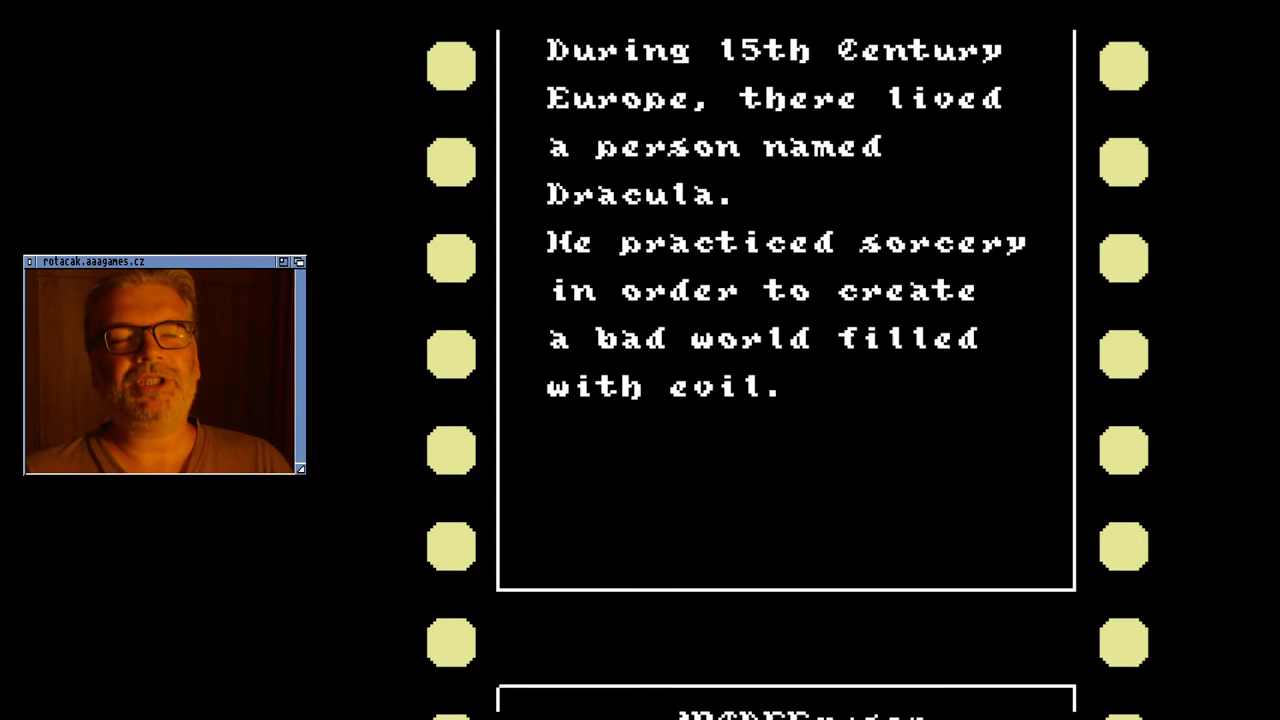 During 15th Century
Europe, there lived
a person named
Dracula.
He practiced sorcery
in order to create
a bad world filled
with evil.
rotacak.aaagames.cz